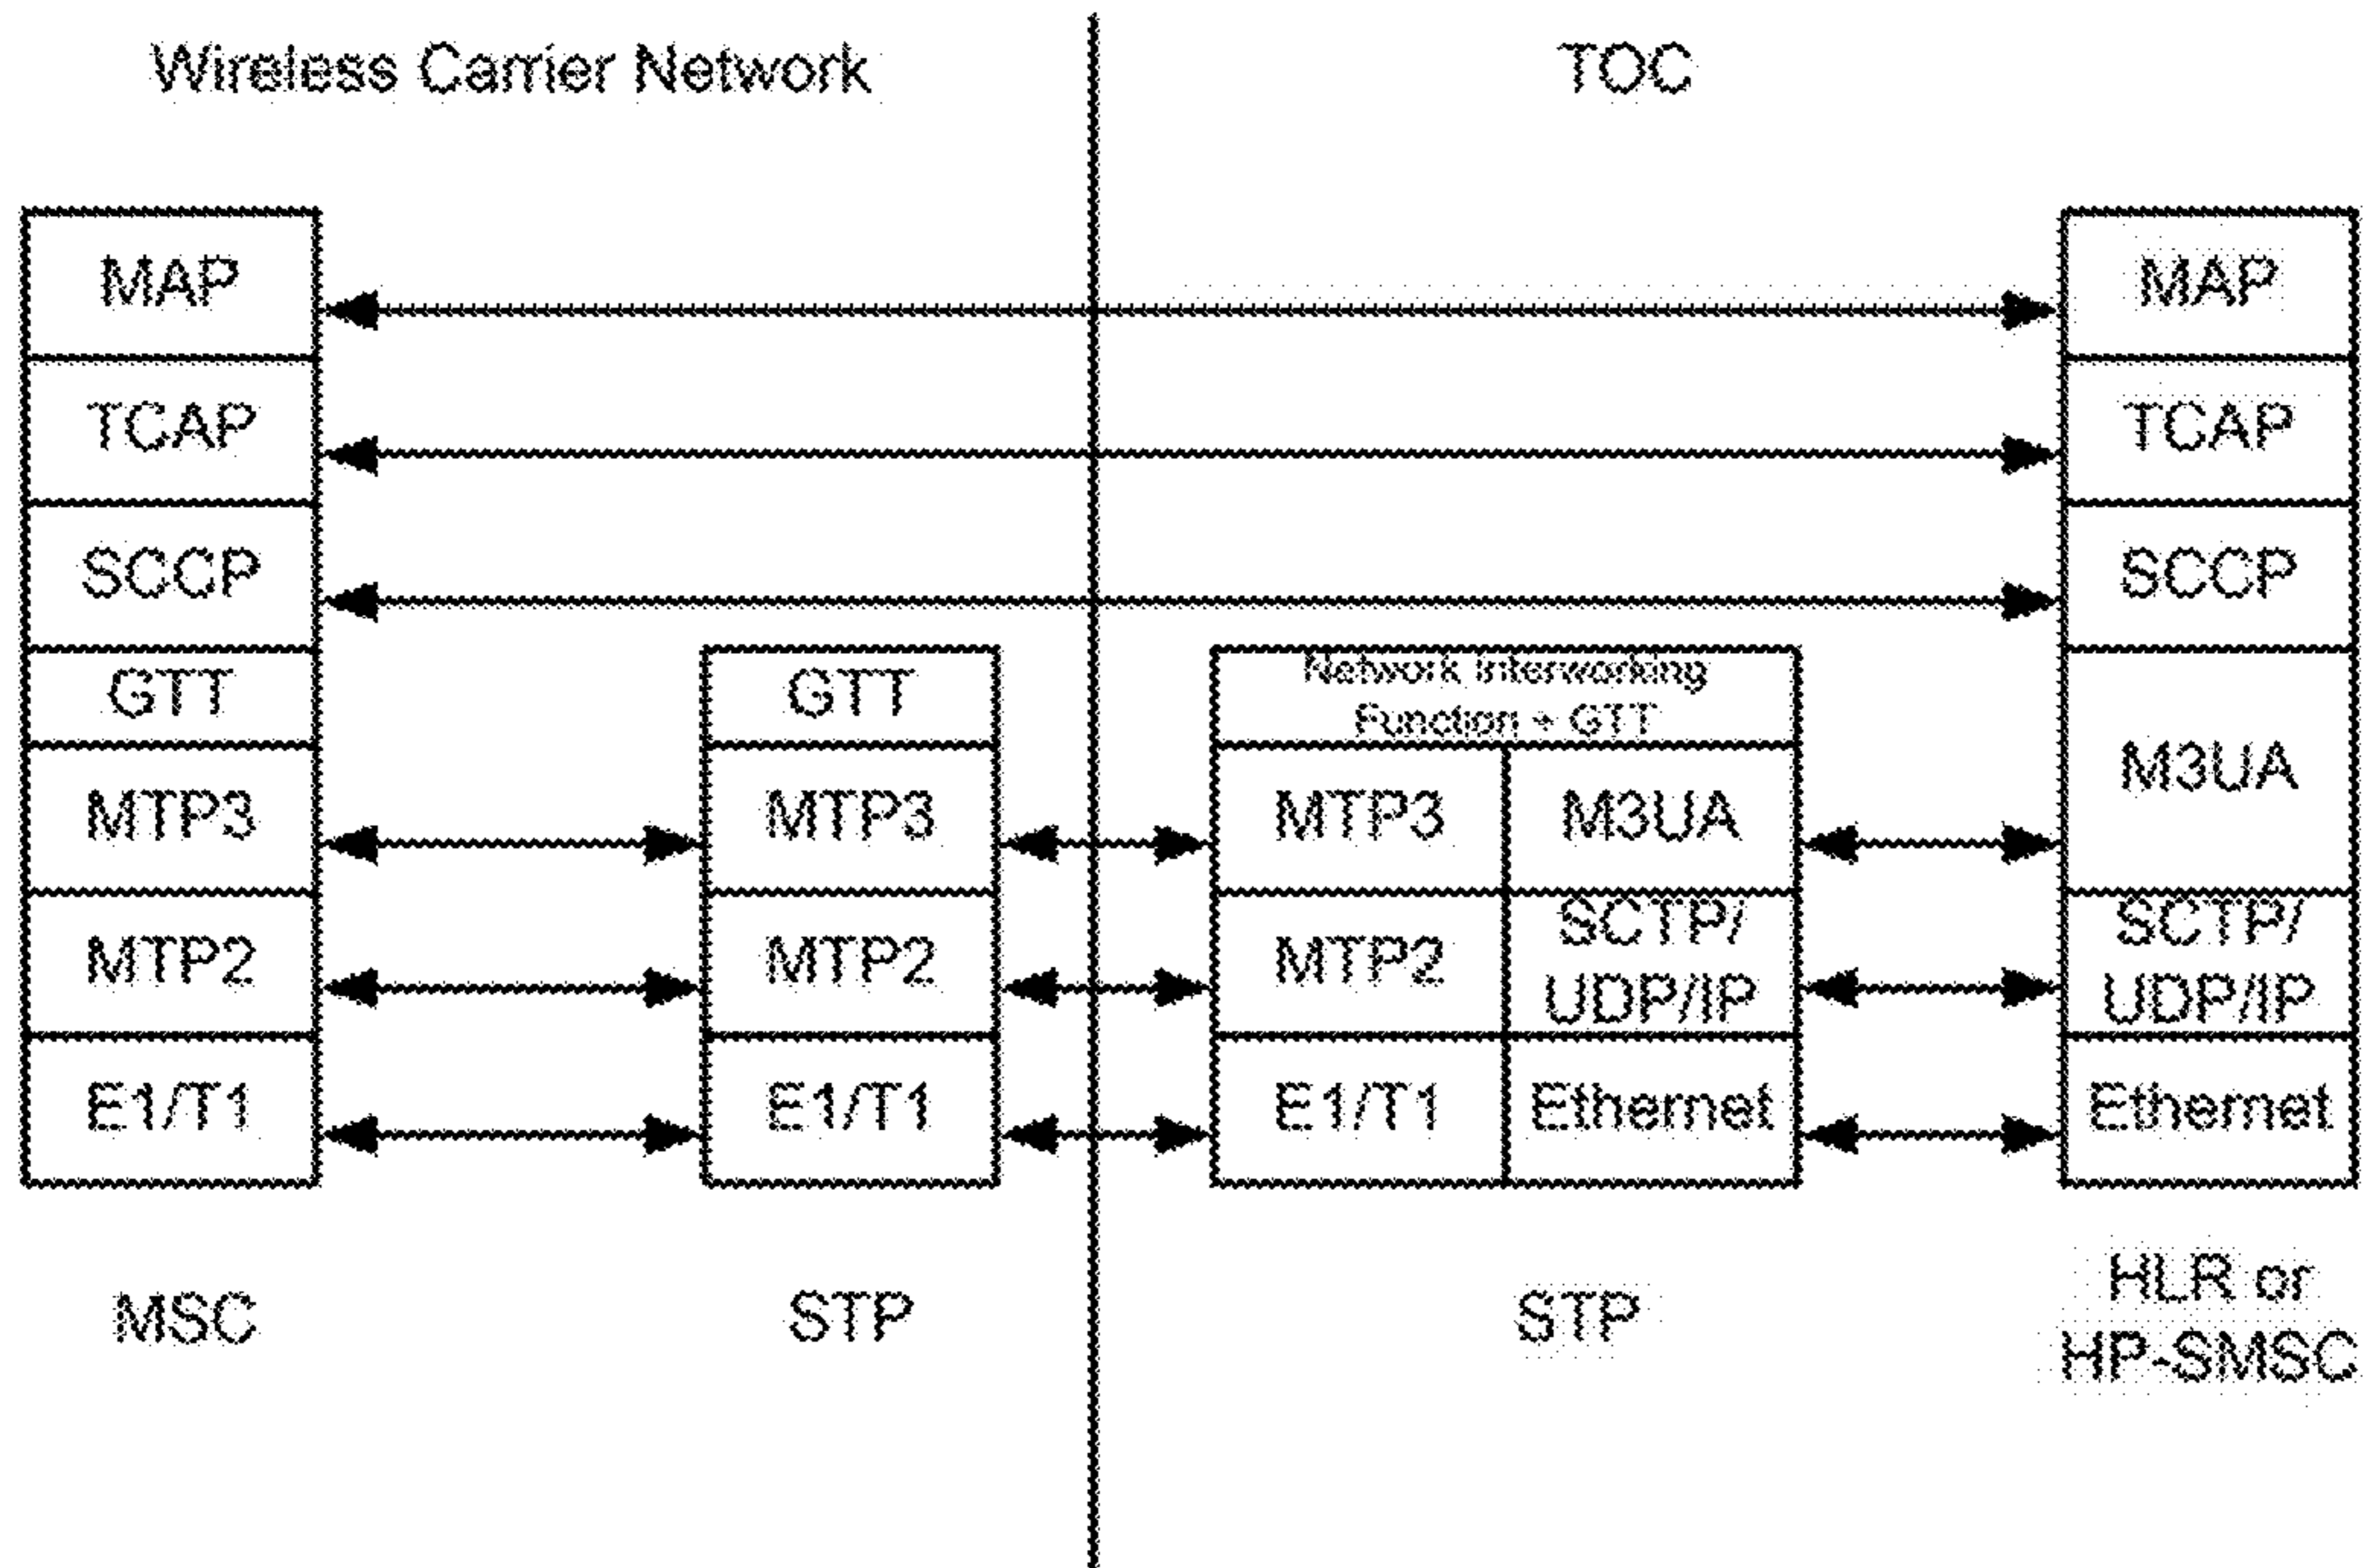 Wireless Carrier Network
TOC
MAP
TCAP
SCCP
GTT
MTP3
MTP2
E1/T1
MSC
GTT
MTP3
MTP2
E1/T1
STP
Network Interworking
Function + GTT
MTP3
M3UA
MTP2
SCTP/
UDP/IP
E1/T1
Ethernet
STP
MAP
TCAP
SCCP
M3UA
SCTP/
UDP/IP
Ethernet
HLR or
HP-SMSC